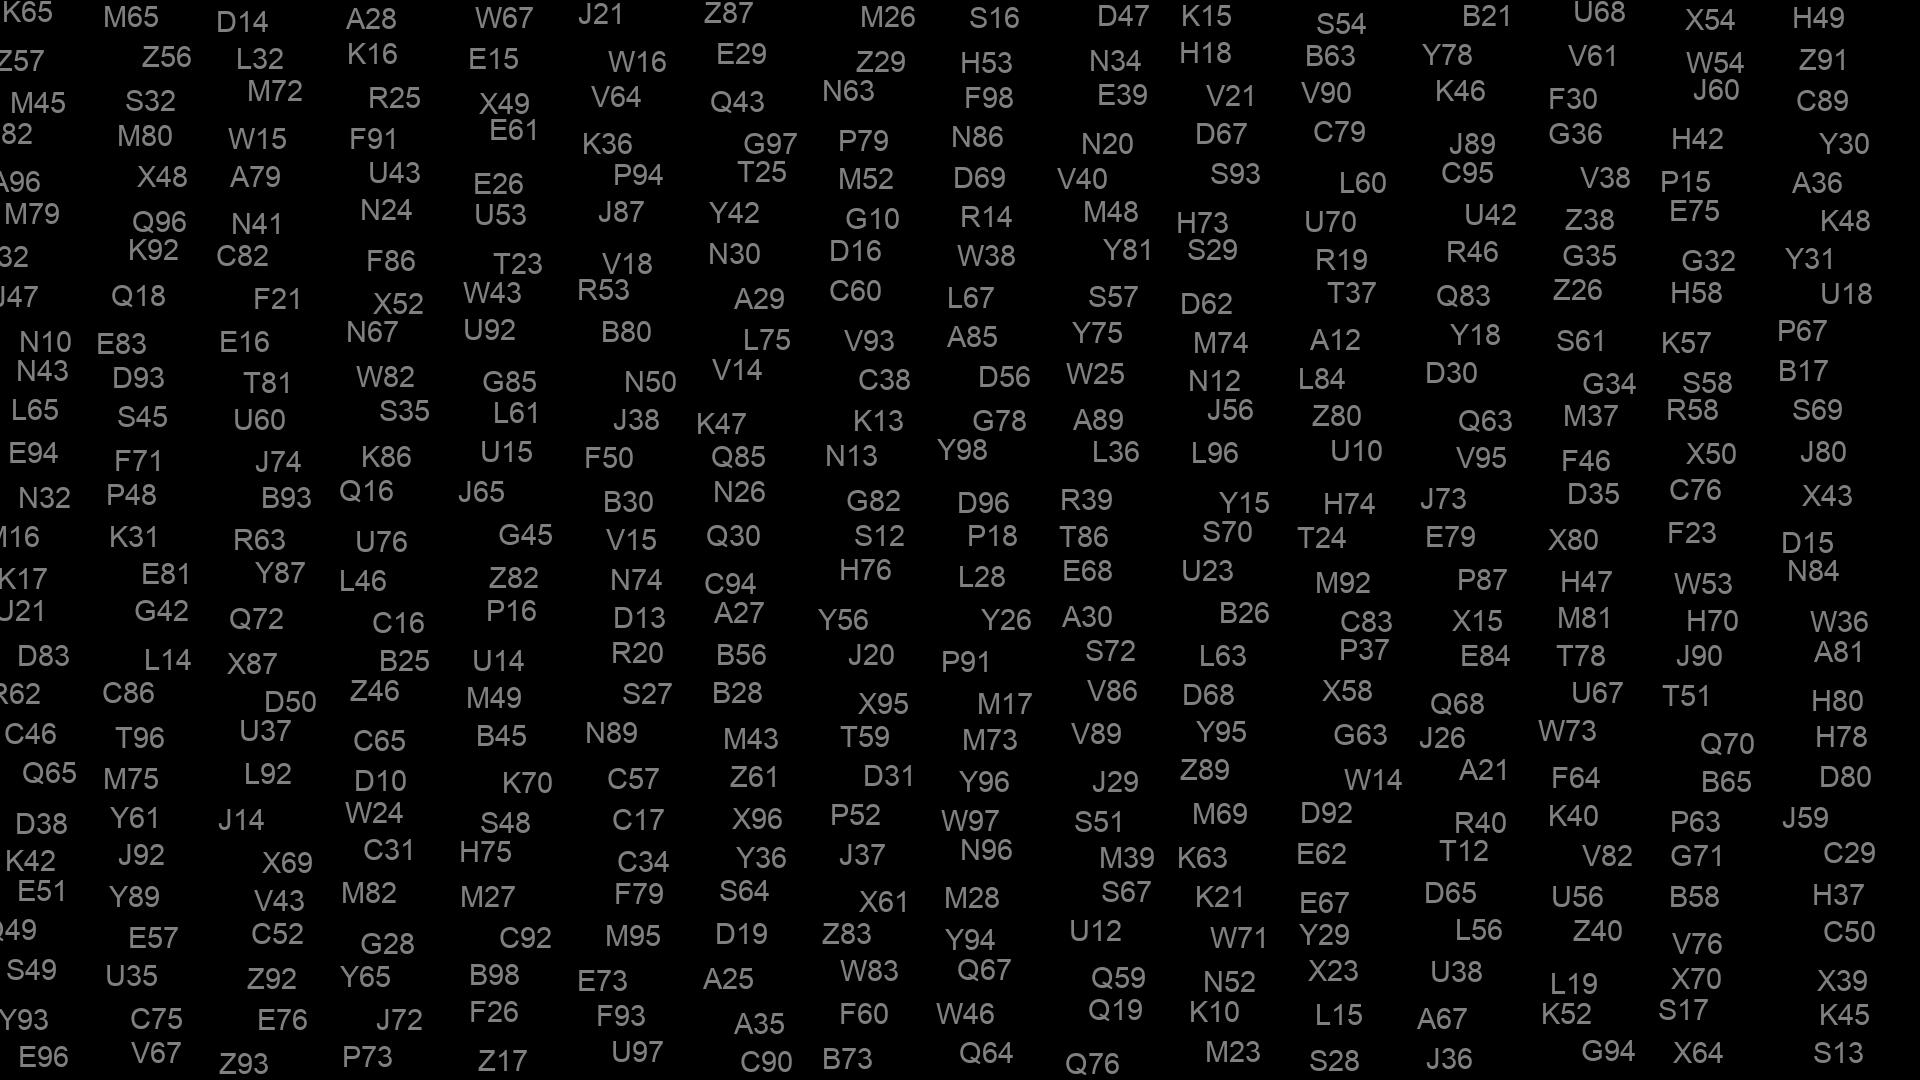 K65 M65 D14 A28 W67 J21 Z87 M26 S16 D47 K15 S54 B21 U68 X54 H49
Z57 Z56 L32 K16 E15 W16 E29 Z29 H53 N34 H18 B63 Y78 V61 W54 Z91
M45 S32 M72 R25 X49 V64 Q43 N63 F98 E39 V21 V90 K46 F30 J60 C89
82 M80 W15 F91 E61 K36 G97 P79 N86 N20 D67 C79 J89 G36 H42 Y30
A96 X48 A79 U43 E26 P94 T25 M52 D69 V40 S93 L60 C95 V38 P15 A36
M79 Q96 N41 N24 U53 J87 Y42 G10 R14 M48 H73 U70 U42 Z38 E75 K48
32 K92 C82 F86 T23 V18 N30 D16 W38 Y81 S29 R19 R46 G35 G32 Y31
J47 Q18 F21 X52 W43 R53 A29 C60 L67 S57 D62 T37 Q83 Z26 H58 U18
N10 E83 E16 N67 U92 B80 L75 V93 A85 Y75 M74 A12 Y18 S61 K57 P67
N43 D93 T81 W82 G85 N50 V14 C38 D56 W25 N12 L84 D30 G34 S58 B17
L65 S45 U60 S35 L61 J38 K47 K13 G78 A89 J56 Z80 Q63 M37 R58 S69
E94 F71 J74 K86 U15 F50 Q85 N13 Y98 L36 L96 U10 V95 F46 X50 J80
N32 P48 B93 Q16 J65 B30 N26 G82 D96 R39 Y15 H74 J73 D35 C76 X43
M16 K31 R63 U76 G45 V15 Q30 S12 P18 T86 S70 T24 E79 X80 F23 D15
K17 E81 Y87 L46 Z82 N74 C94 H76 L28 E68 U23 M92 P87 H47 W53 N84
J21 G42 Q72 C16 P16 D13 A27 Y56 Y26 A30 B26 C83 X15 M81 H70 W36
D83 L14 X87 B25 U14 R20 B56 J20 P91 S72 L63 P37 E84 T78 J90 A81
R62 C86 D50 Z46 M49 S27 B28 X95 M17 V86 D68 X58 Q68 U67 T51 H80
C46 T96 U37 C65 B45 N89 M43 T59 M73 V89 Y95 G63 J26 W73 Q70 H78
Q65 M75 L92 D10 K70 C57 Z61 D31 Y96 J29 Z89 W14 A21 F64 B65 D80
D38 Y61 J14 W24 S48 C17 X96 P52 W97 S51 M69 D92 R40 K40 P63 J59
K42 J92 X69 C31 H75 C34 Y36 J37 N96 M39 K63 E62 T12 V82 G71 C29
E51 Y89 V43 M82 M27 F79 S64 X61 M28 S67 K21 E67 D65 U56 B58 H37
Q49 E57 C52 G28 C92 M95 D19 Z83 Y94 U12 W71 Y29 L56 Z40 V76 C50
S49 U35 Z92 Y65 B98 E73 A25 W83 Q67 Q59 N52 X23 U38 L19 X70 X39
Y93 C75 E76 J72 F26 F93 A35 F60 W46 Q19 K10 L15 A67 K52 S17 K45
E96 V67 Z93 P73 Z17 U97 C90 B73 Q64 Q76 M23 S28 J36 G94 X64 S13